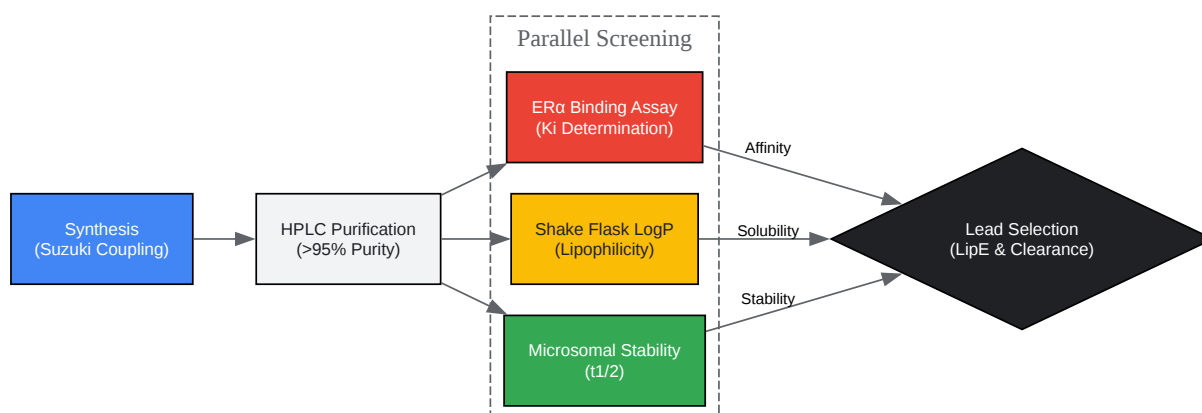 Parallel Screening
Synthesis
(Suzuki Coupling)
HPLC Purification
(>95% Purity)
ERα Binding Assay
(Ki Determination)
Shake Flask LogP
(Lipophilicity)
Microsomal Stability
(t1/2)
Affinity
Solubility
Stability
Lead Selection
(LipE & Clearance)